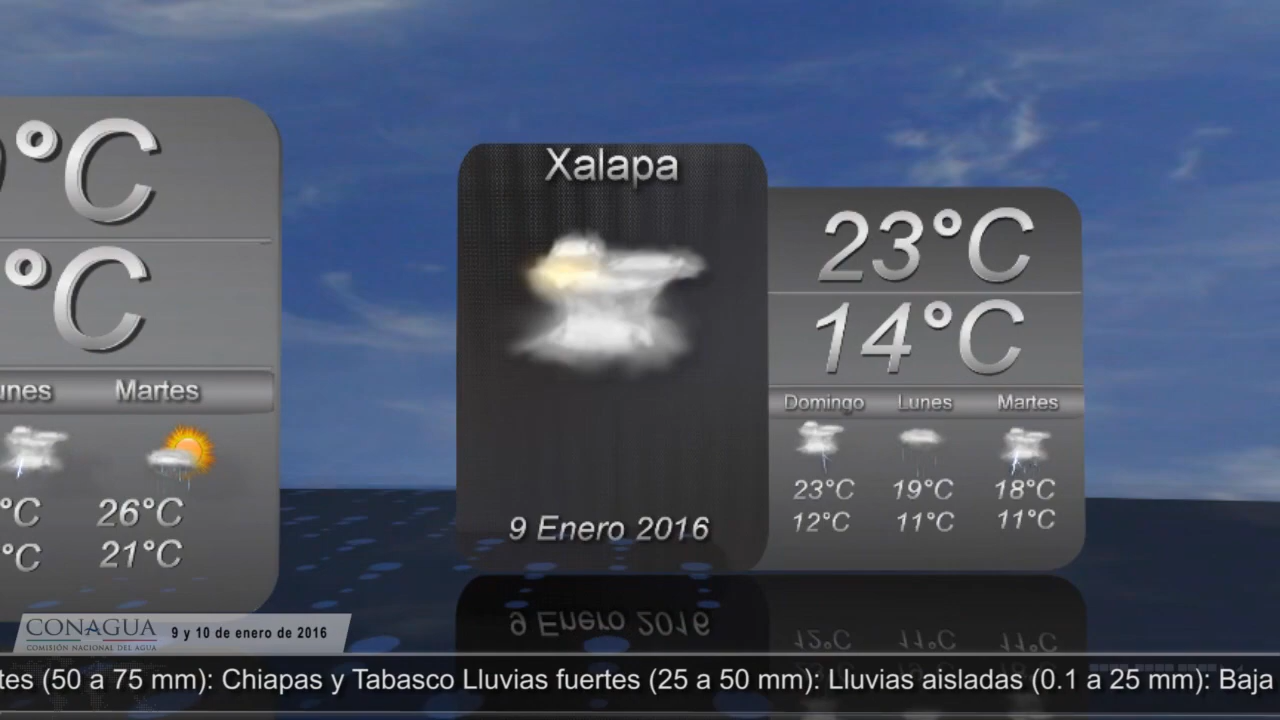 °C
°C
Martes
°C 26°C
°C 21°C
Xalapa
9 Enero 2016
23°C
14°C
Domingo Lunes Martes
23°C 19°C 18°C
12°C 11°C 11°C
CONAGUA
COMISIÓN NACIONAL DEL AGUA
9 y 10 de enero de 2016
(50 a 75 mm): Chiapas y Tabasco Lluvias fuertes (25 a 50 mm): Lluvias aisladas (0.1 a 25 mm): Baja